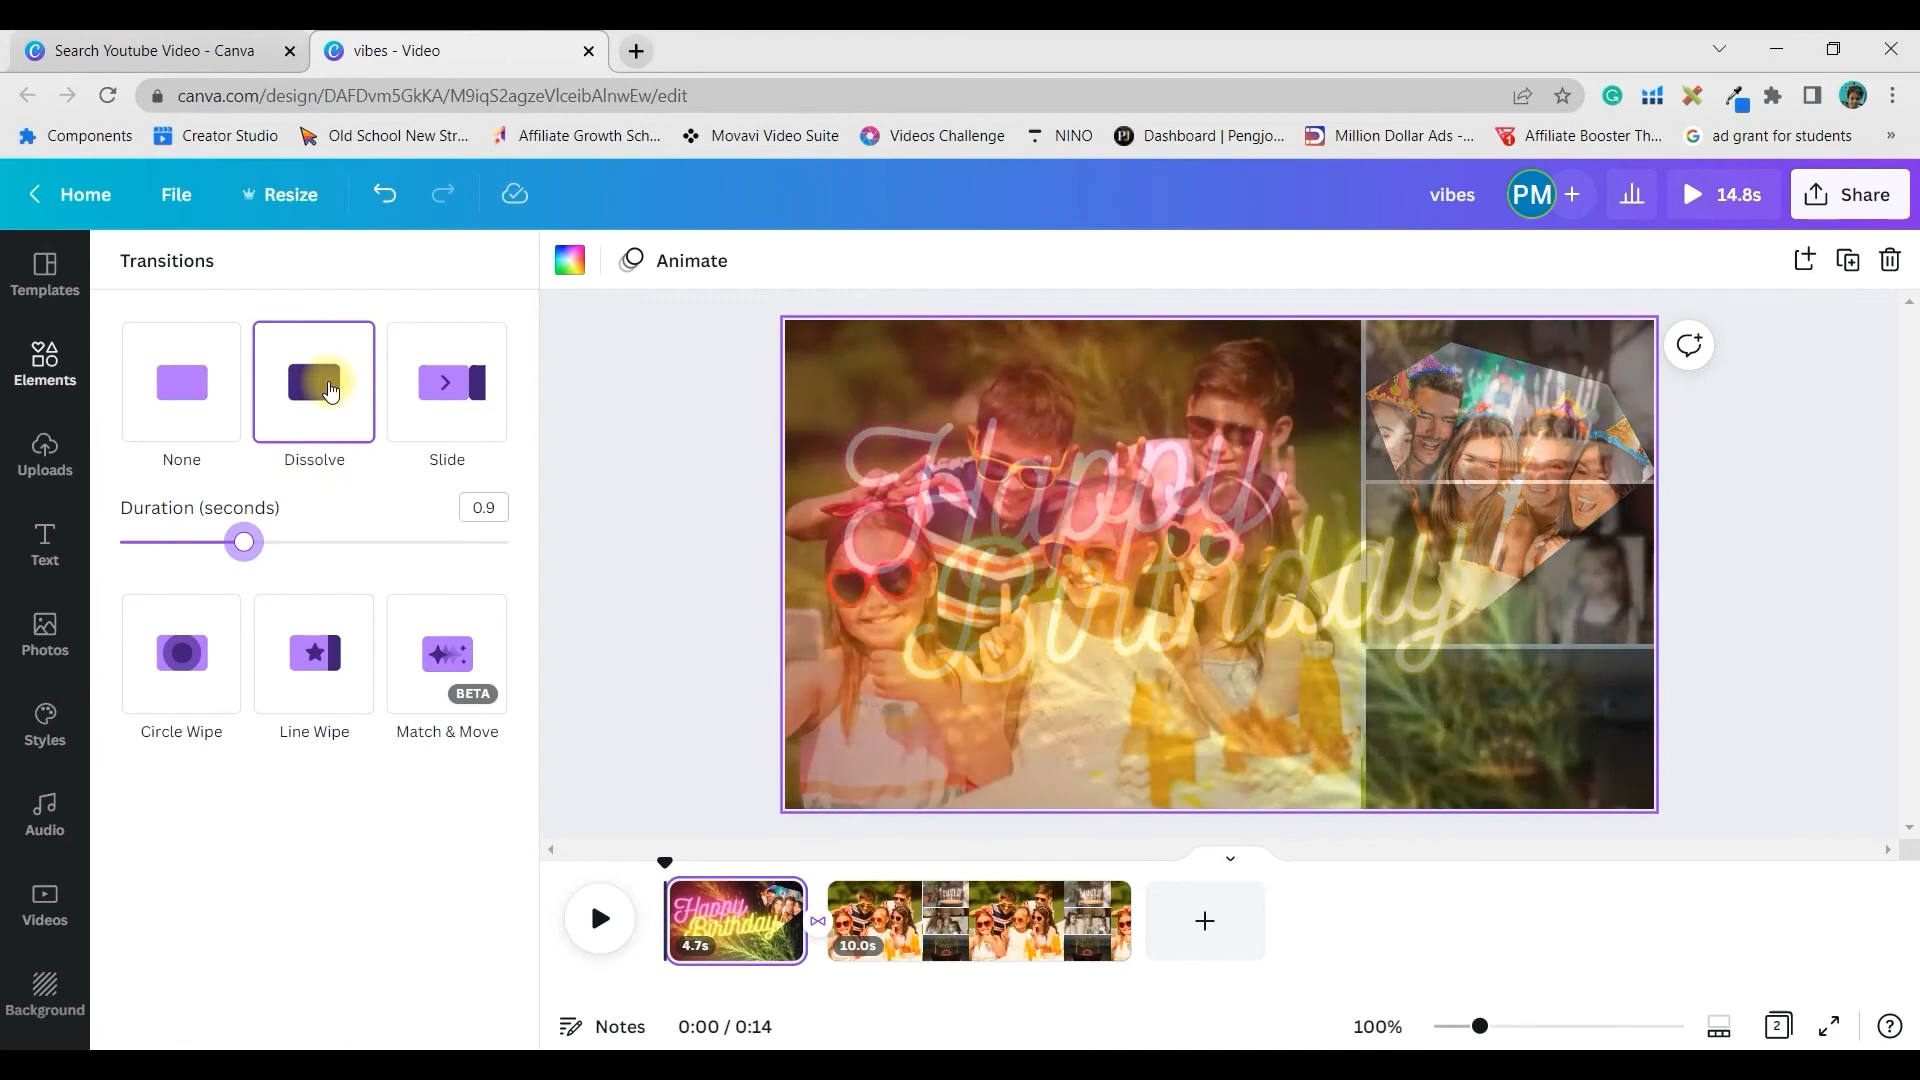 Search Youtube Video - Canva
vibes - Video
canva.com/design/DAFDvm5GkKA/M9iqS2agzeVlceibAlnwEw/edit
Components
Creator Studio
Old School New Str...
Affiliate Growth Sch...
Movavi Video Suite
Videos Challenge
NINO
Dashboard | Pengjo...
Million Dollar Ads -...
Affiliate Booster Th...
ad grant for students
»
Home
File
Resize
vibes
PM
+
14.8s
Share
Templates
Elements
Uploads
Text
Photos
Styles
Audio
Videos
Background
Transitions
None
Dissolve
Slide
Duration (seconds)
0.9
Circle Wipe
Line Wipe
BETA
Match & Move
Animate
Happy
Birthday
Happy
Birthday
4.7s
10.0s
+
Notes
0:00 / 0:14
100%
2
?